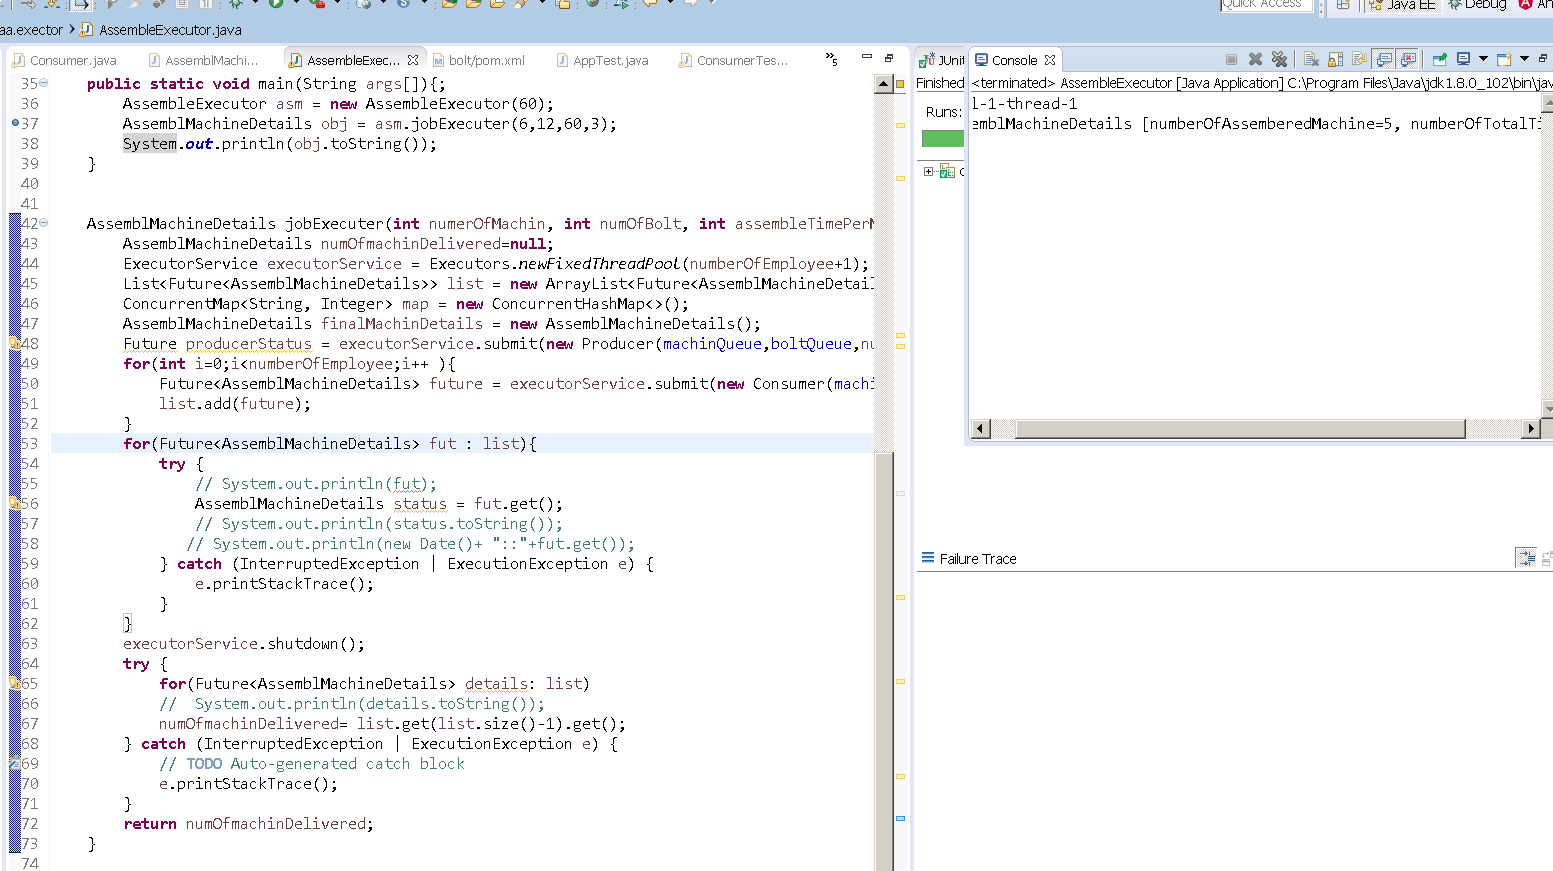 Quick Access
Java EE
Debug
aa.exector
AssembleExecutor.java
Consumer.java
AssemblMachi...
AssembleExec...
bolt/pom.xml
AppTest.java
ConsumerTes...
5
35 public static void main(String args[]){;
36 AssembleExecutor asm = new AssembleExecutor(60);
37 AssemblMachineDetails obj = asm.jobExecuter(6,12,60,3);
38 System.out.println(obj.toString());
39 }
40
41
42 AssemblMachineDetails jobExecuter(int numerOfMachin, int numOfBolt, int assembleTimePerM
43 AssemblMachineDetails numOfmachinDelivered=null;
44 ExecutorService executorService = Executors.newFixedThreadPool(numberOfEmployee+1);
45 List<Future<AssemblMachineDetails>> list = new ArrayList<Future<AssemblMachineDetail
46 ConcurrentMap<String, Integer> map = new ConcurrentHashMap<>();
47 AssemblMachineDetails finalMachinDetails = new AssemblMachineDetails();
48 Future producerStatus = executorService.submit(new Producer(machinQueue,boltQueue,nu
49 for(int i=0;i<numberOfEmployee;i++ ){
50 Future<AssemblMachineDetails> future = executorService.submit(new Consumer(machi
51 list.add(future);
52 }
53 for(Future<AssemblMachineDetails> fut : list){
54 try {
55 // System.out.println(fut);
56 AssemblMachineDetails status = fut.get();
57 // System.out.println(status.toString());
58 // System.out.println(new Date()+ "::"+fut.get());
59 } catch (InterruptedException | ExecutionException e) {
60 e.printStackTrace();
61 }
62 }
63 executorService.shutdown();
64 try {
65 for(Future<AssemblMachineDetails> details: list)
66 //  System.out.println(details.toString());
67 numOfmachinDelivered= list.get(list.size()-1).get();
68 } catch (InterruptedException | ExecutionException e) {
69 // TODO Auto-generated catch block
70 e.printStackTrace();
71 }
72 return numOfmachinDelivered;
73 }
74
JUnit
Finished
Runs:
Console
<terminated> AssembleExecutor [Java Application] C:\Program Files\Java\jdk1.8.0_102\bin\jav
l-1-thread-1
emblMachineDetails [numberOfAssemberedMachine=5, numberOfTotalTi
Failure Trace